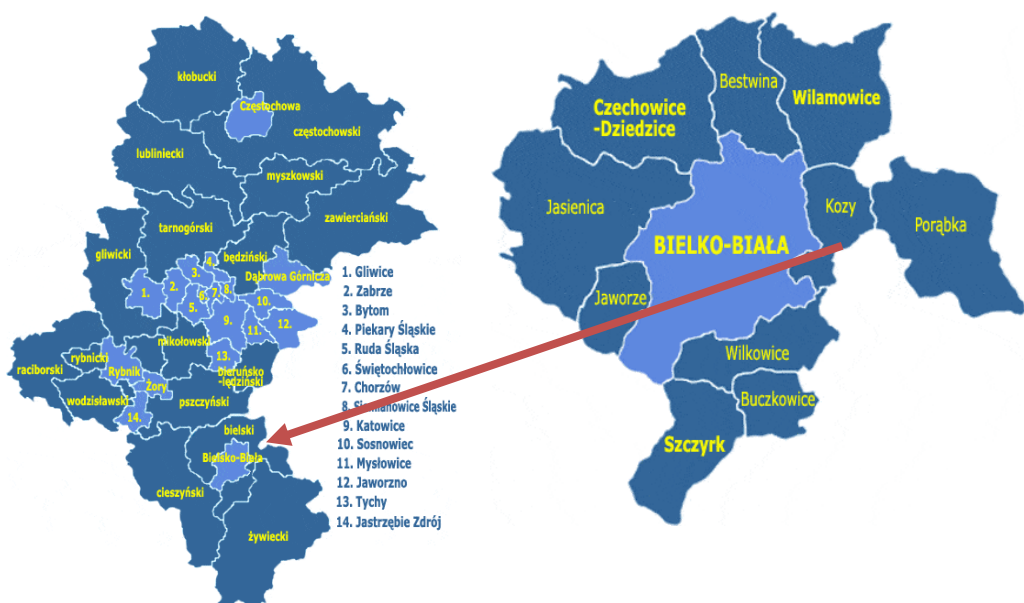 kłobucki
Częstochowa
częstochowski
lubliniecki
myszkowski
zawierciański
tarnogórski
gliwicki
będziński
Dąbrowa Górnicza
4.
3.
1.
2.
6.
7.
8.
5.
10.
9.
11.
12.
mikołowski
13.
bieruńsko
-lędziński
rybnicki
raciborski
Rybnik
Żory
wodzisławski
pszczyński
14.
bielski
Bielsko-Biała
cieszyński
żywiecki
1. Gliwice
2. Zabrze
3. Bytom
4. Piekary Śląskie
5. Ruda Śląska
6. Świętochłowice
7. Chorzów
8. Siemianowice Śląskie
9. Katowice
10. Sosnowiec
11. Mysłowice
12. Jaworzno
13. Tychy
14. Jastrzębie Zdrój
Bestwina
Wilamowice
Czechowice
-Dziedzice
Jasienica
Kozy
Porąbka
BIELKO-BIAŁA
Jaworze
Wilkowice
Buczkowice
Szczyrk